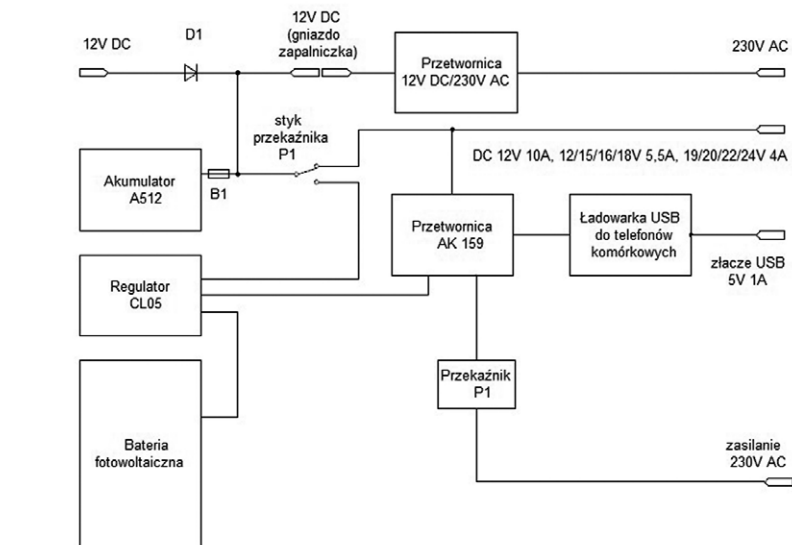 12V DC
D1
12V DC
(gniazdo
zapalniczka)
Przetwornica
12V DC/230V AC
230V AC
styk
przekaźnika
P1
DC 12V 10A, 12/15/16/18V 5,5A, 19/20/22/24V 4A
Akumulator
A512
B1
Przetwornica
AK 159
Ładowarka USB
do telefonów
komórkowych
złacze USB
5V 1A
Regulator
CL05
Przekaźnik
P1
Bateria
fotowoltaiczna
zasilanie
230V AC